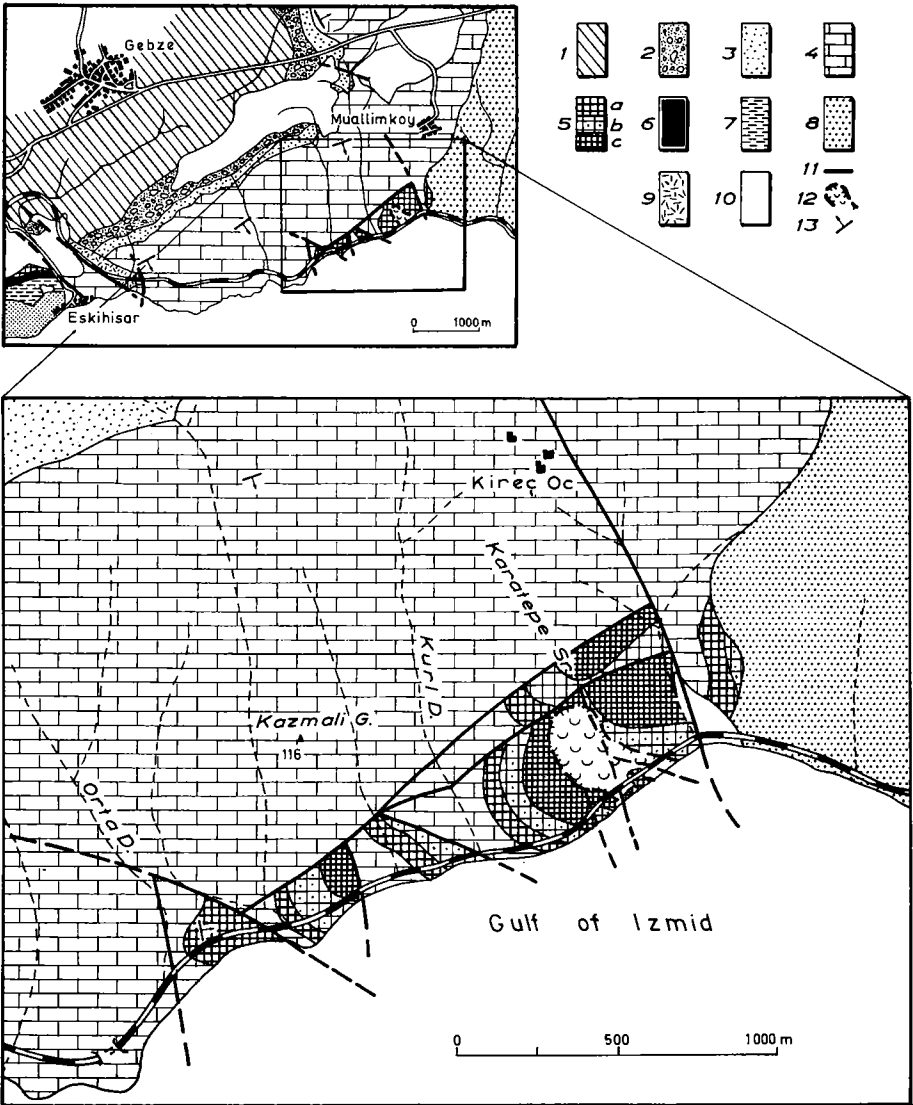 Gebze
Muallimkoy
Eskihisar
0 1000 m
1 2 3 4
5 a b c 6 7 8
9 10 11
12
13
Kirec Oc.
Karatepe Sr.
Kurl D.
Kazmali G.
116
Orta D.
Gulf of Izmid
0 500 1000 m